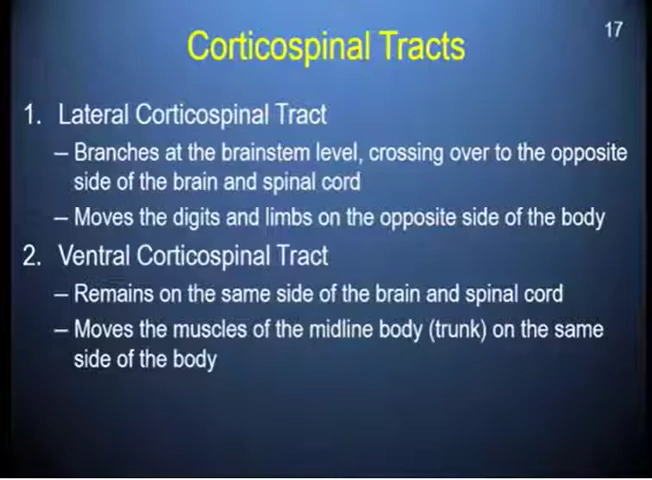 17
Corticospinal Tracts
1. Lateral Corticospinal Tract
– Branches at the brainstem level, crossing over to the opposite
side of the brain and spinal cord
– Moves the digits and limbs on the opposite side of the body
2. Ventral Corticospinal Tract
– Remains on the same side of the brain and spinal cord
– Moves the muscles of the midline body (trunk) on the same
side of the body